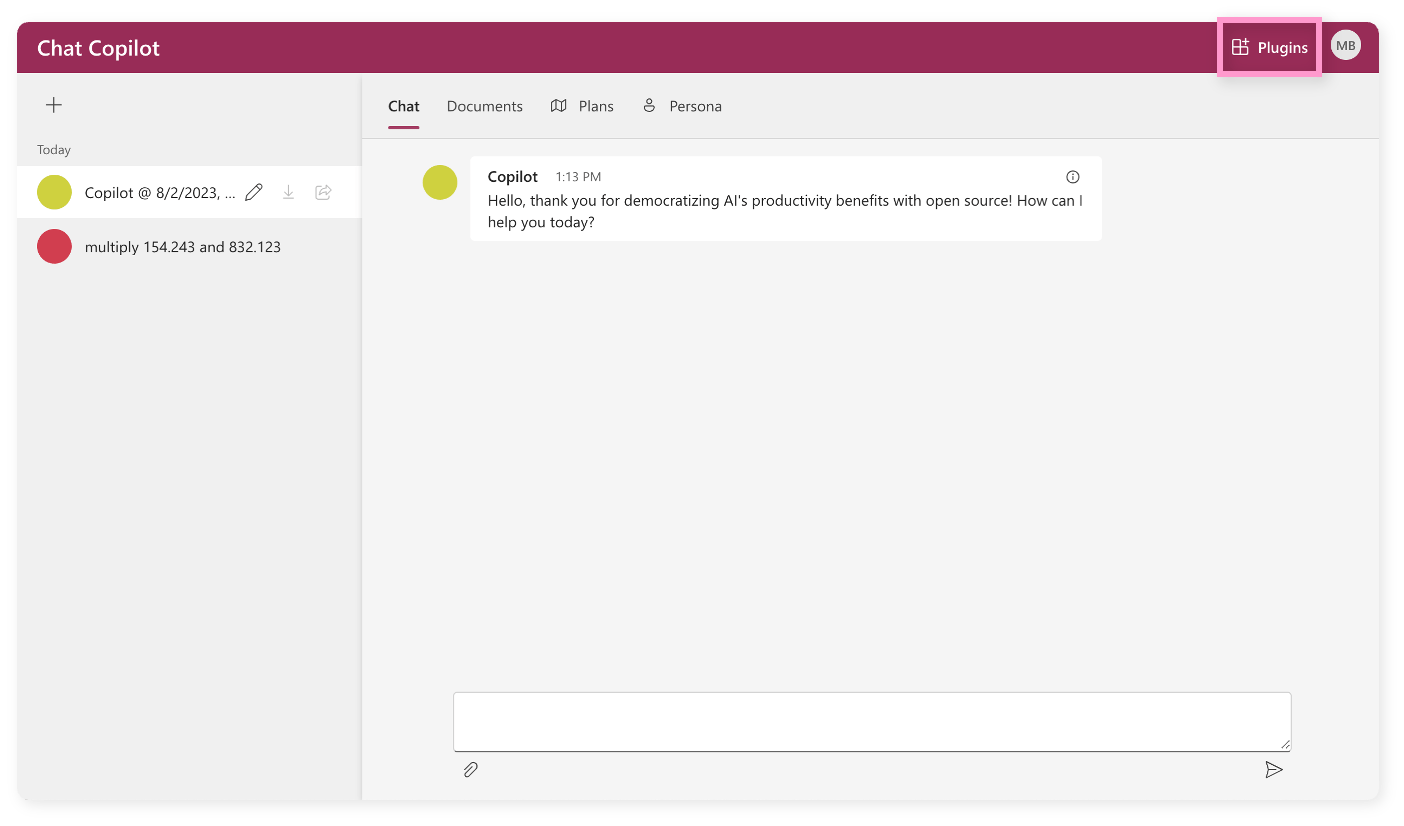 Chat Copilot
Plugins
MB
Today
Copilot @ 8/2/2023, ...
multiply 154.243 and 832.123
Chat Documents Plans Persona
Copilot 1:13 PM
Hello, thank you for democratizing AI's productivity benefits with open source! How can I
help you today?